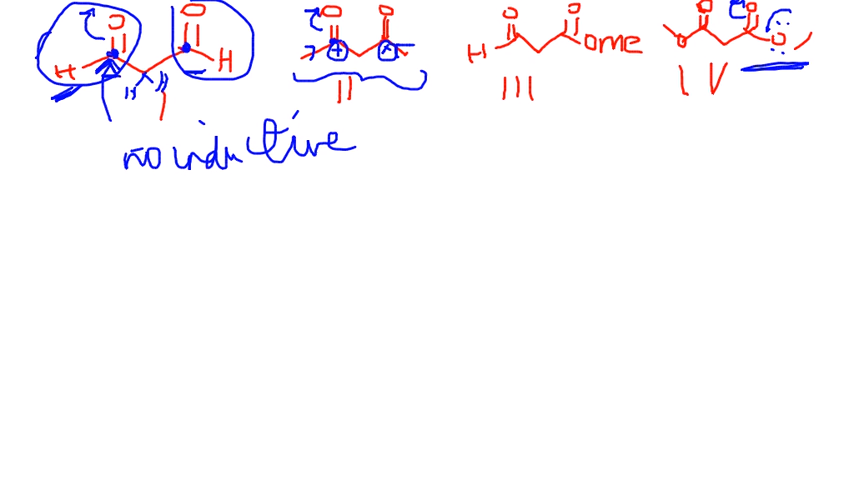 O O O O O O O O
H H H OMe O O
H H I II III IV
no inductive